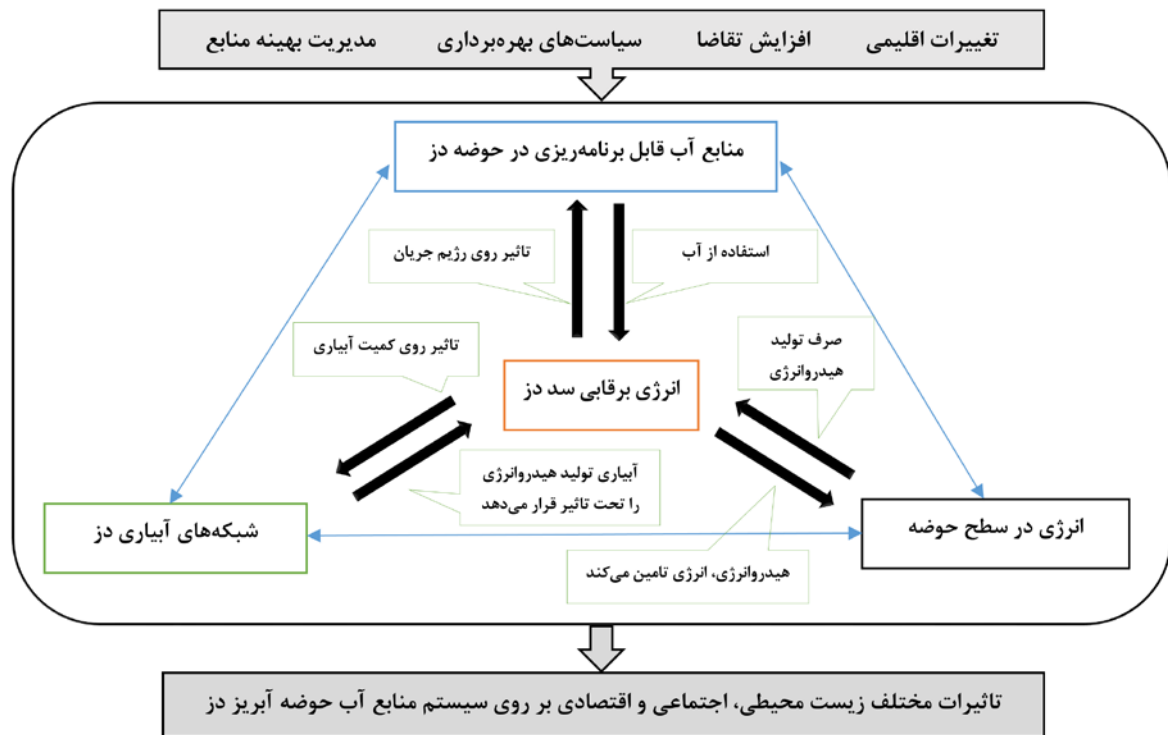 تغییرات اقلیمی افزایش تقاضا سیاست‌های بهره‌برداری مدیریت بهینه منابع
منابع آب قابل برنامه‌ریزی در حوضه دز
استفاده از آب
تاثیر روی رژیم جریان
صرف تولید
هیدروانرژی
تاثیر روی کمیت آبیاری
انرژی برقابی سد دز
آبیاری تولید هیدروانرژی
را تحت تاثیر قرار می‌دهد
انرژی در سطح حوضه
شبکه‌های آبیاری دز
هیدروانرژی، انرژی تامین می‌کند
تاثیرات مختلف زیست محیطی، اجتماعی و اقتصادی بر روی سیستم منابع آب حوضه آبریز دز